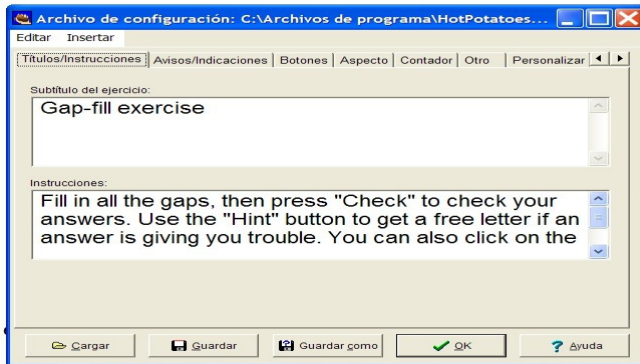 Archivo de configuración: C:\Archivos de programa\HotPotatoes...
Editar Insertar
Títulos/Instrucciones Avisos/Indicaciones Botones Aspecto Contador Otro Personalizar
Subtítulo del ejercicio:
Gap-fill exercise
Instrucciones:
Fill in all the gaps, then press "Check" to check your
answers. Use the "Hint" button to get a free letter if an
answer is giving you trouble. You can also click on the
Cargar Guardar Guardar como OK Ayuda